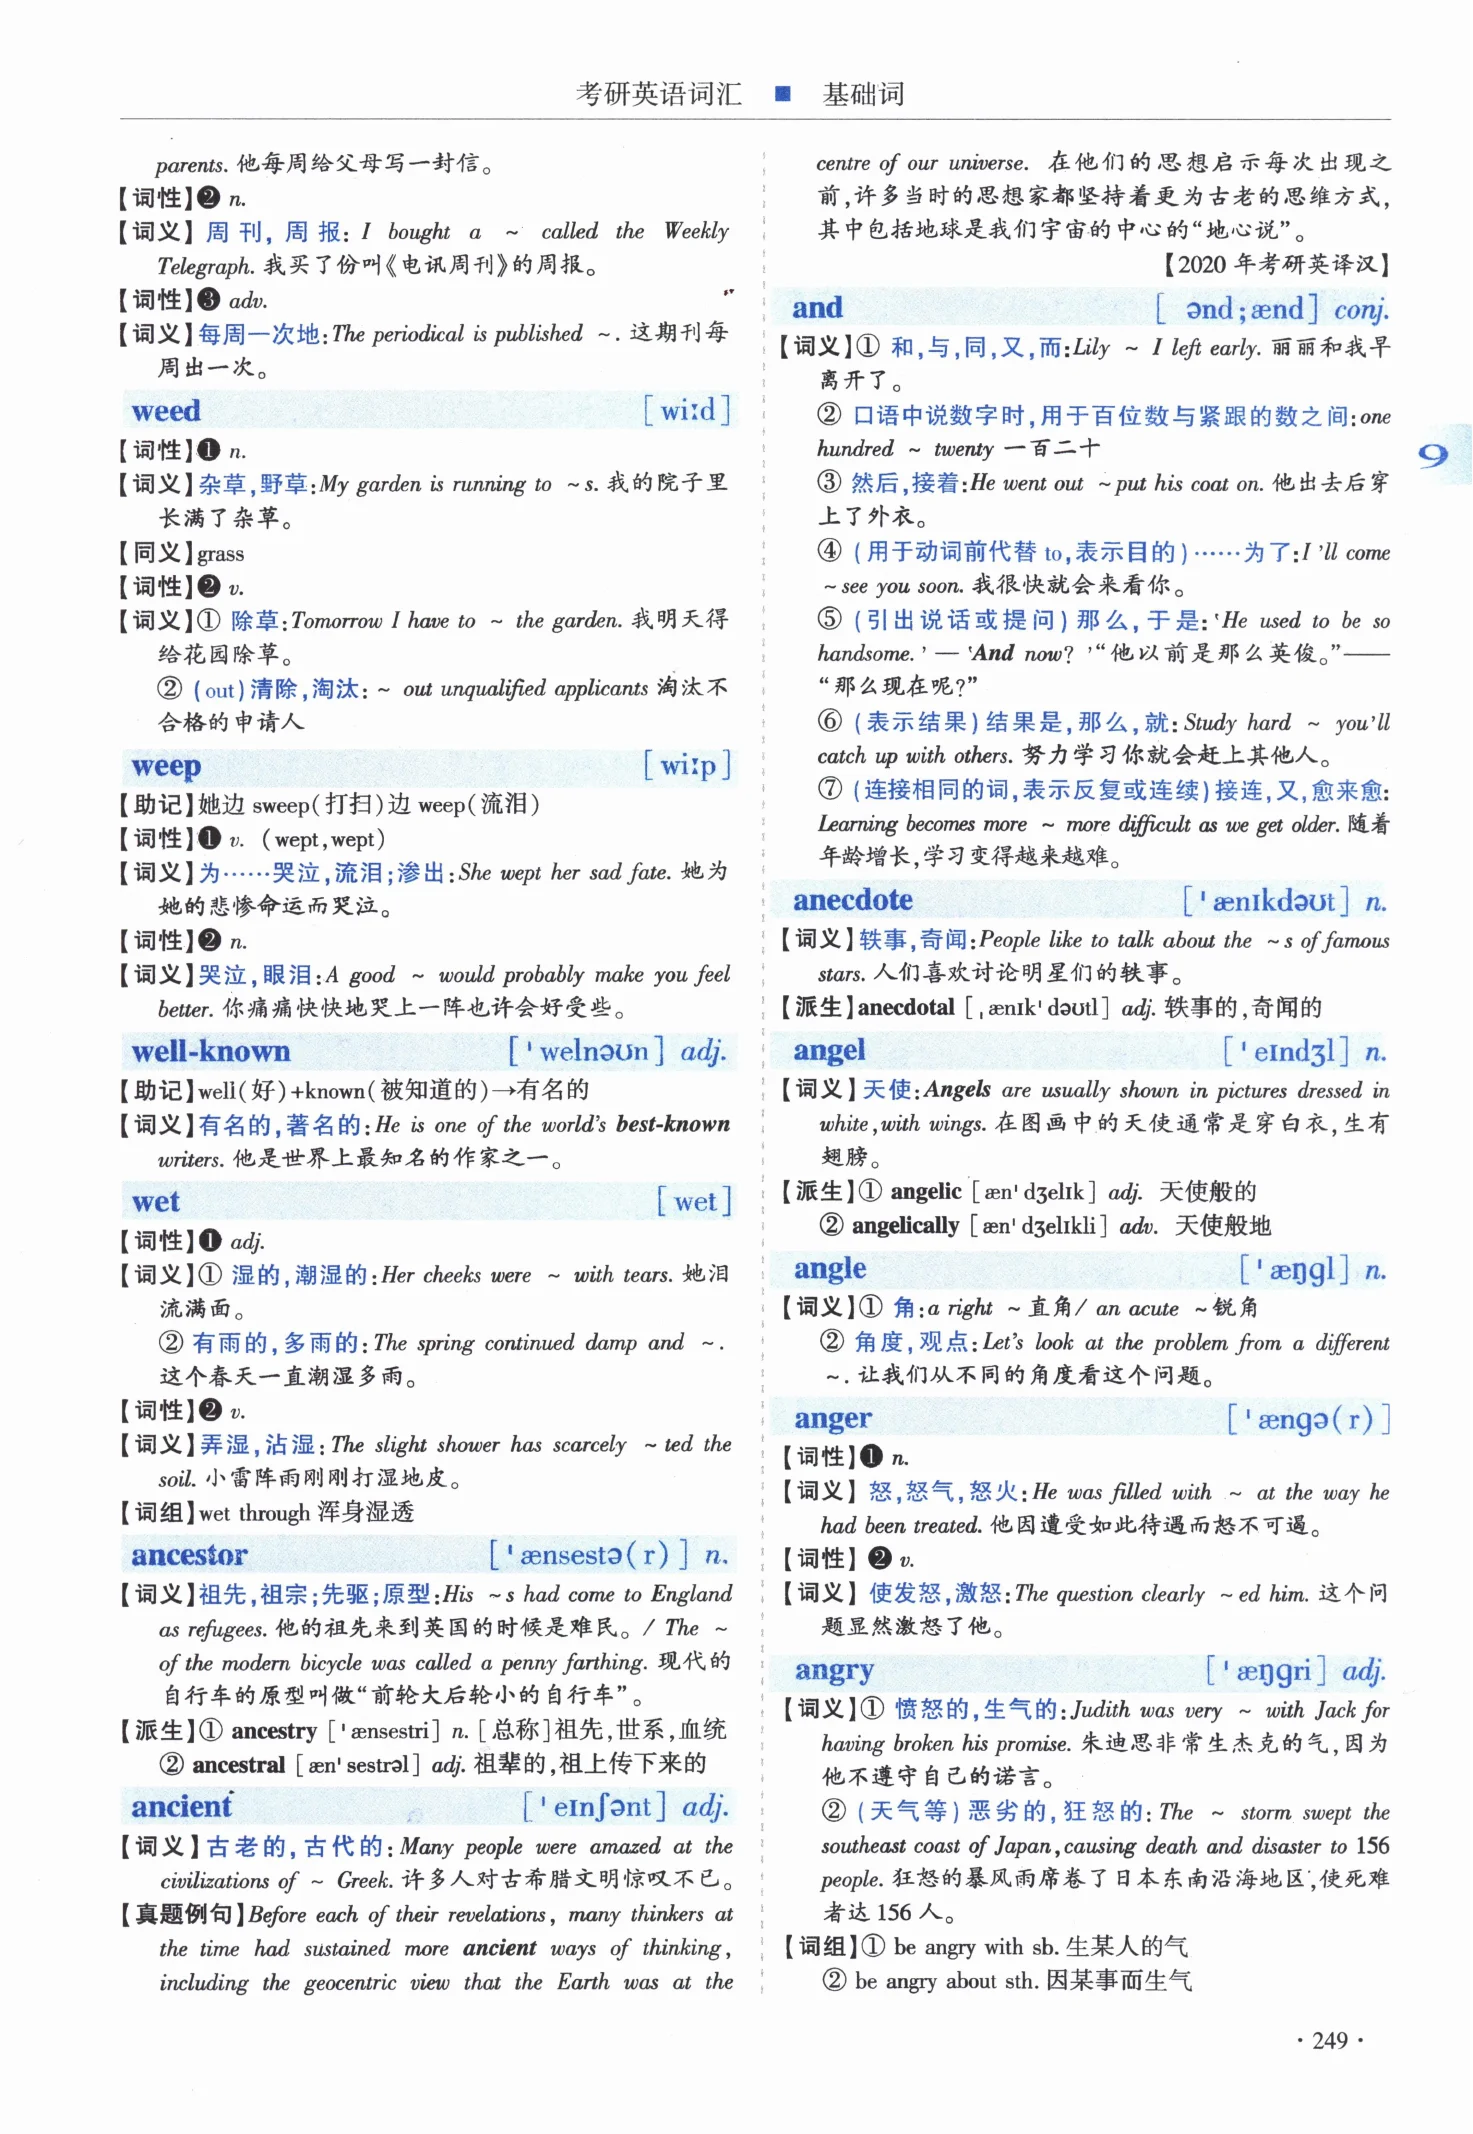 考研英语词汇 ■ 基础词
parents. 他每周给父母写一封信。
【词性】❷ n.
【词义】周刊，周报：I bought a ~ called the Weekly
Telegraph. 我买了份叫《电讯周刊》的周报。
【词性】❸ adv.
【词义】每周一次地：The periodical is published ~. 这期刊每
周出一次。
weed [wiːd]
【词性】❶ n.
【词义】杂草，野草：My garden is running to ~s. 我的院子里
长满了杂草。
【同义】grass
【词性】❷ v.
【词义】① 除草：Tomorrow I have to ~ the garden. 我明天得
给花园除草。
② (out)清除，淘汰：~ out unqualified applicants 淘汰不
合格的申请人
weep [wiːp]
【助记】她边 sweep(打扫)边 weep(流泪)
【词性】❶ v. (wept,wept)
【词义】为……哭泣，流泪；渗出：She wept her sad fate. 她为
她的悲惨命运而哭泣。
【词性】❷ n.
【词义】哭泣，眼泪：A good ~ would probably make you feel
better. 你痛痛快快地哭上一阵也许会好受些。
well-known [ˈwelnəʊn] adj.
【助记】well(好)+known(被知道的)→有名的
【词义】有名的，著名的：He is one of the world's best-known
writers. 他是世界上最知名的作家之一。
wet [wet]
【词性】❶ adj.
【词义】① 湿的，潮湿的：Her cheeks were ~ with tears. 她泪
流满面。
② 有雨的，多雨的：The spring continued damp and ~.
这个春天一直潮湿多雨。
【词性】❷ v.
【词义】弄湿，沾湿：The slight shower has scarcely ~ted the
soil. 小雷阵雨刚刚打湿地皮。
【词组】wet through 浑身湿透
ancestor [ˈænsestə(r)] n.
【词义】祖先，祖宗；先驱；原型：His ~s had come to England
as refugees. 他的祖先来到英国的时候是难民。/ The ~
of the modern bicycle was called a penny farthing. 现代的
自行车的原型叫做“前轮大后轮小的自行车”。
【派生】① ancestry [ˈænsestri] n. [总称]祖先，世系，血统
② ancestral [ænˈsestrəl] adj. 祖辈的，祖上传下来的
ancient [ˈeɪnʃənt] adj.
【词义】古老的，古代的：Many people were amazed at the
civilizations of ~ Greek. 许多人对古希腊文明惊叹不已。
【真题例句】Before each of their revelations, many thinkers at
the time had sustained more ancient ways of thinking,
including the geocentric view that the Earth was at the
centre of our universe. 在他们的思想启示每次出现之
前，许多当时的思想家都坚持着更为古老的思维方式，
其中包括地球是我们宇宙的中心的“地心说”。
【2020 年考研英译汉】
and [ənd;ænd] conj.
【词义】① 和，与，同，又，而：Lily ~ I left early. 丽丽和我早
离开了。
② 口语中说数字时，用于百位数与紧跟的数之间：one
hundred ~ twenty 一百二十
③ 然后，接着：He went out ~put his coat on. 他出去后穿
上了外衣。
④ (用于动词前代替 to，表示目的)……为了：I 'll come
~see you soon. 我很快就会来看你。
⑤ (引出说话或提问)那么，于是：'He used to be so
handsome.' — 'And now?' “他以前是那么英俊。”——
“那么现在呢？”
⑥ (表示结果)结果是，那么，就：Study hard ~ you'll
catch up with others. 努力学习你就会赶上其他人。
⑦ (连接相同的词，表示反复或连续)接连，又，愈来愈：
Learning becomes more ~ more difficult as we get older. 随着
年龄增长，学习变得越来越难。
anecdote [ˈænɪkdəʊt] n.
【词义】轶事，奇闻：People like to talk about the ~s of famous
stars. 人们喜欢讨论明星们的轶事。
【派生】anecdotal [ˌænɪkˈdəʊtl] adj. 轶事的，奇闻的
angel [ˈeɪndʒl] n.
【词义】天使：Angels are usually shown in pictures dressed in
white,with wings. 在图画中的天使通常是穿白衣，生有
翅膀。
【派生】① angelic [ænˈdʒelɪk] adj. 天使般的
② angelically [ænˈdʒelɪkli] adv. 天使般地
angle [ˈæŋgl] n.
【词义】① 角：a right ~直角/ an acute ~锐角
② 角度，观点：Let's look at the problem from a different
~. 让我们从不同的角度看这个问题。
anger [ˈængə(r)]
【词性】❶ n.
【词义】怒，怒气，怒火：He was filled with ~ at the way he
had been treated. 他因遭受如此待遇而怒不可遏。
【词性】❷ v.
【词义】使发怒，激怒：The question clearly ~ed him. 这个问
题显然激怒了他。
angry [ˈæŋgri] adj.
【词义】① 愤怒的，生气的：Judith was very ~ with Jack for
having broken his promise. 朱迪思非常生杰克的气，因为
他不遵守自己的诺言。
② (天气等)恶劣的，狂怒的：The ~ storm swept the
southeast coast of Japan,causing death and disaster to 156
people. 狂怒的暴风雨席卷了日本东南沿海地区，使死难
者达 156 人。
【词组】① be angry with sb. 生某人的气
② be angry about sth. 因某事而生气
9
· 249 ·